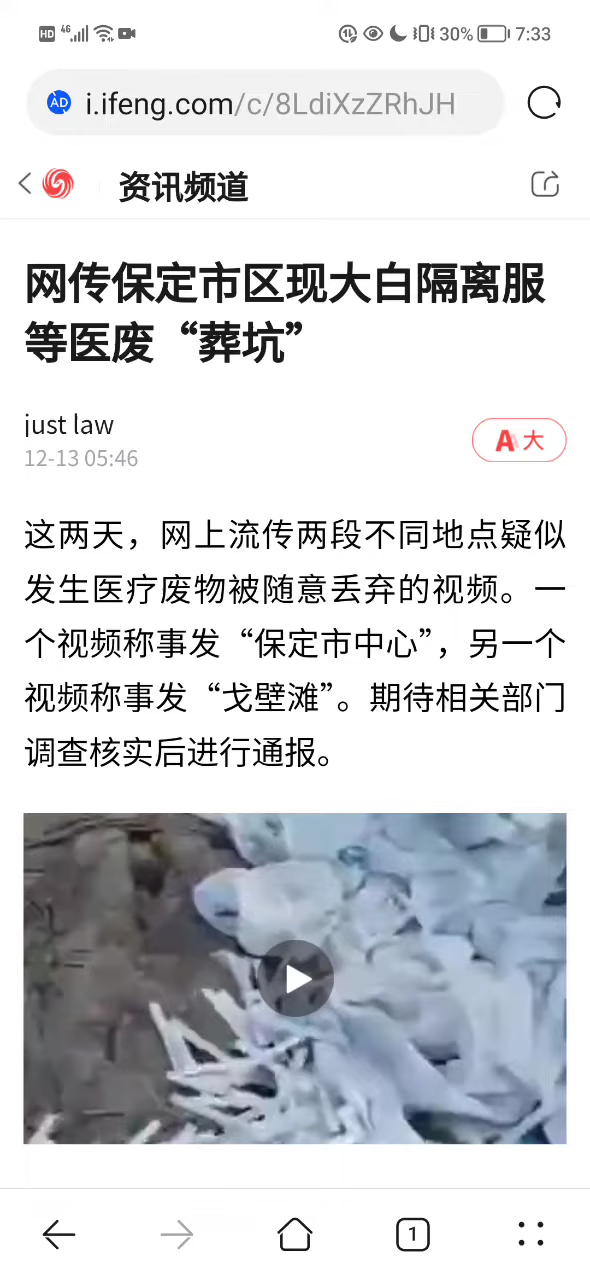 HD 46 30% 7:33
AD i.ifeng.com/c/8LdiXzZRhJH
资讯频道
网传保定市区现大白隔离服
等医废“葬坑”
just law
12-13 05:46
A大
这两天，网上流传两段不同地点疑似
发生医疗废物被随意丢弃的视频。一
个视频称事发“保定市中心”，另一个
视频称事发“戈壁滩”。期待相关部门
调查核实后进行通报。
1